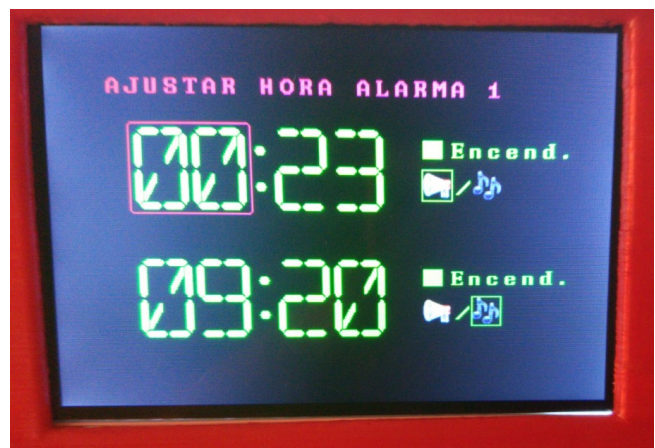 AJUSTAR HORA ALARMA 1
00:23 Encend.
/
09:20 Encend.
/